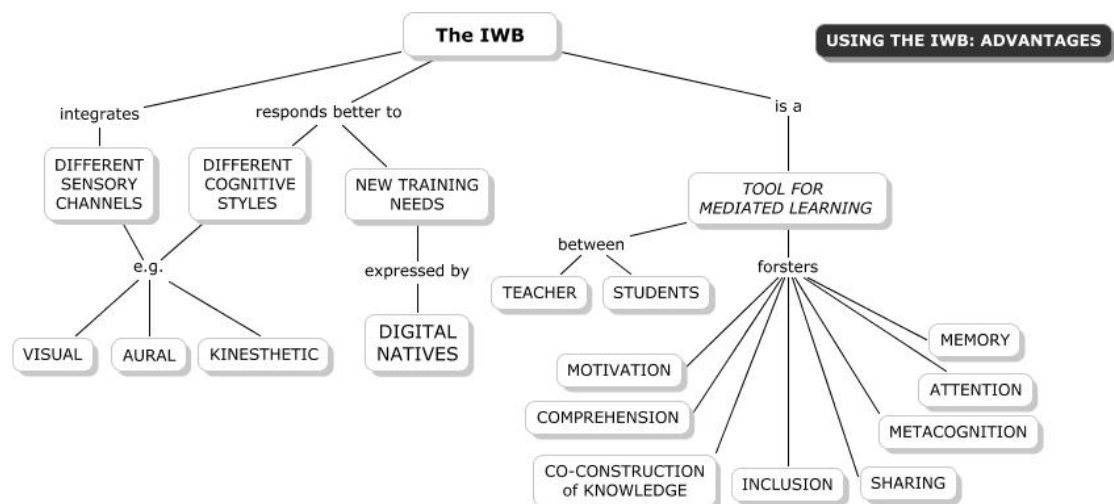 The IWB
USING THE IWB: ADVANTAGES
integrates
responds better to
is a
DIFFERENT
SENSORY
CHANNELS
DIFFERENT
COGNITIVE
STYLES
NEW TRAINING
NEEDS
TOOL FOR
MEDIATED LEARNING
between
e.g.
expressed by
forsters
TEACHER
STUDENTS
VISUAL
AURAL
KINESTHETIC
DIGITAL
NATIVES
MEMORY
MOTIVATION
ATTENTION
COMPREHENSION
METACOGNITION
CO-CONSTRUCTION
of KNOWLEDGE
INCLUSION
SHARING